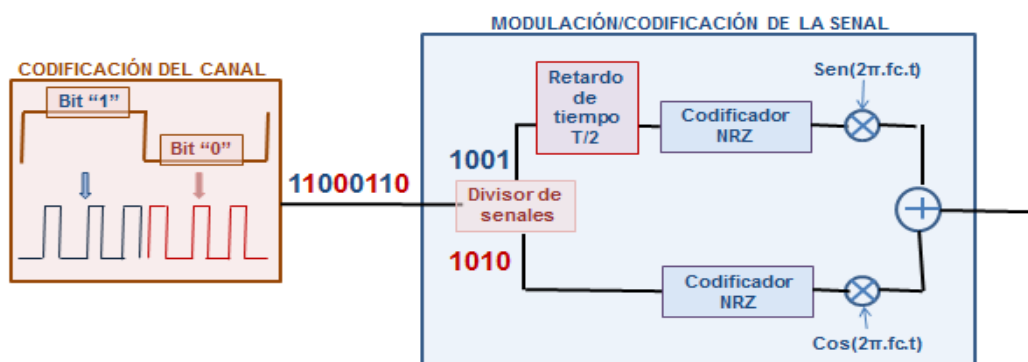 MODULACIÓN/CODIFICACIÓN DE LA SENAL
CODIFICACIÓN DEL CANAL
Bit “1”
Bit “0”
11000110
1001
Divisor de
senales
1010
Retardo
de
tiempo
T/2
Codificador
NRZ
Sen(2π.fc.t)
Codificador
NRZ
Cos(2π.fc.t)